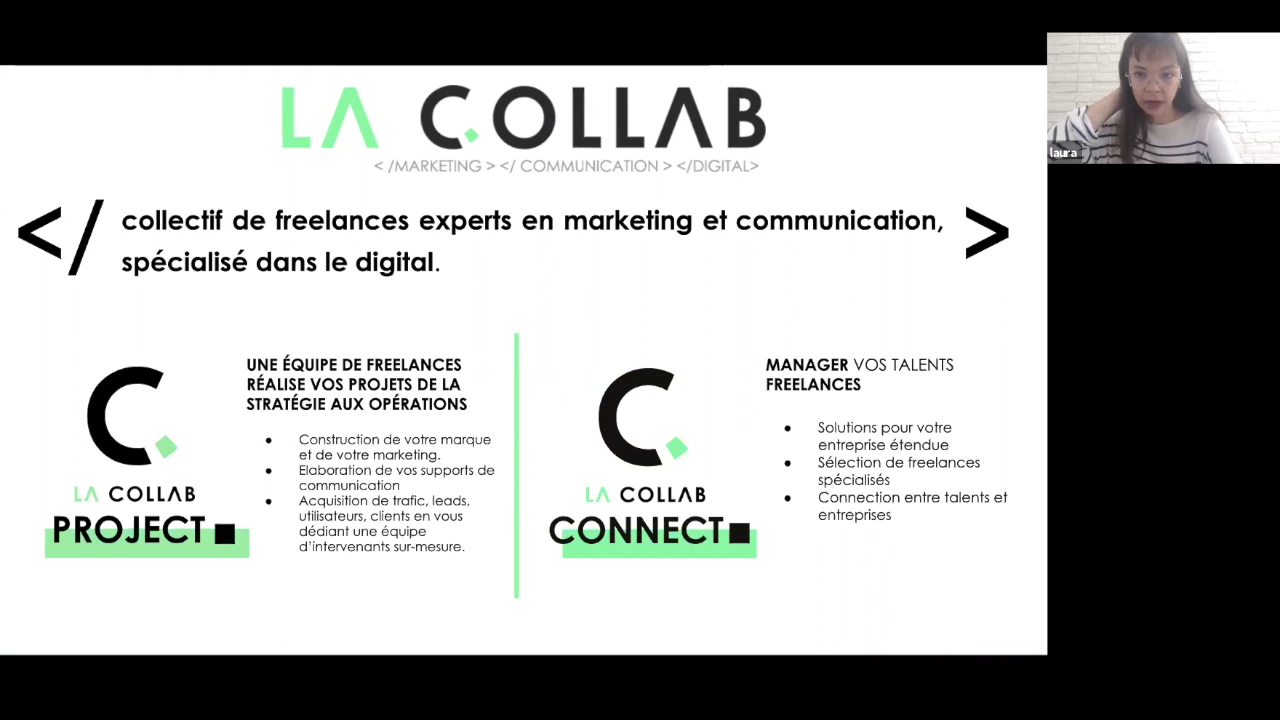 LA COLLAB
< /MARKETING > </ COMMUNICATION > </DIGITAL>
laura
</ collectif de freelances experts en marketing et communication, >
spécialisé dans le digital.
LA COLLAB
PROJECT
UNE ÉQUIPE DE FREELANCES
RÉALISE VOS PROJETS DE LA
STRATÉGIE AUX OPÉRATIONS
● Construction de votre marque
et de votre marketing.
● Elaboration de vos supports de
communication
● Acquisition de trafic, leads,
utilisateurs, clients en vous
dédiant une équipe
d'intervenants sur-mesure.
LA COLLAB
CONNECT
MANAGER VOS TALENTS
FREELANCES
● Solutions pour votre
entreprise étendue
● Sélection de freelances
spécialisés
● Connection entre talents et
entreprises